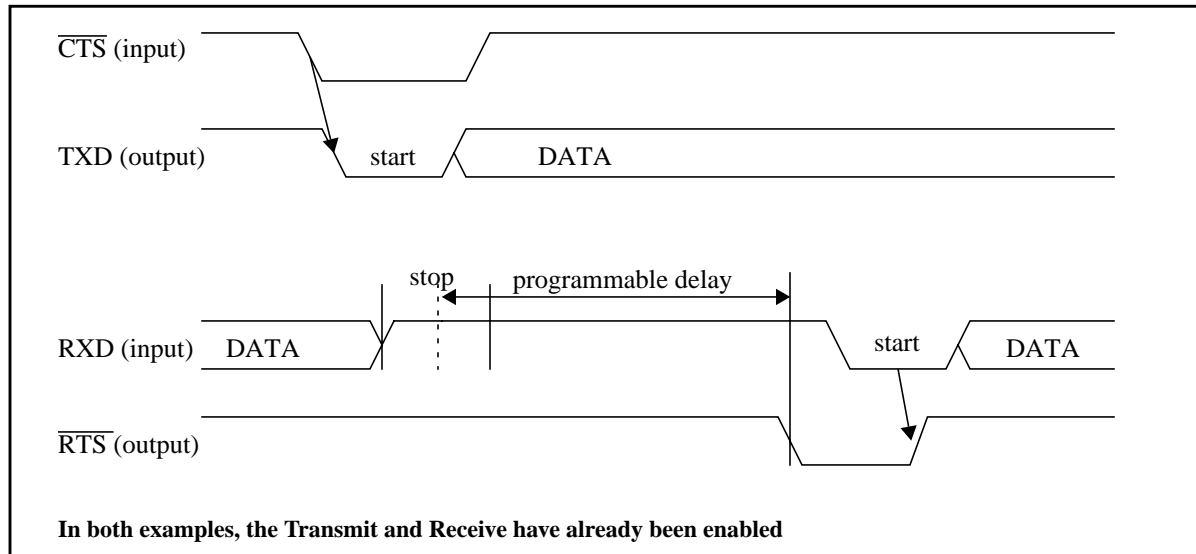 CTS (input)
TXD (output)
start
DATA
stop
programmable delay
RXD (input)
DATA
start
DATA
RTS (output)
In both examples, the Transmit and Receive have already been enabled